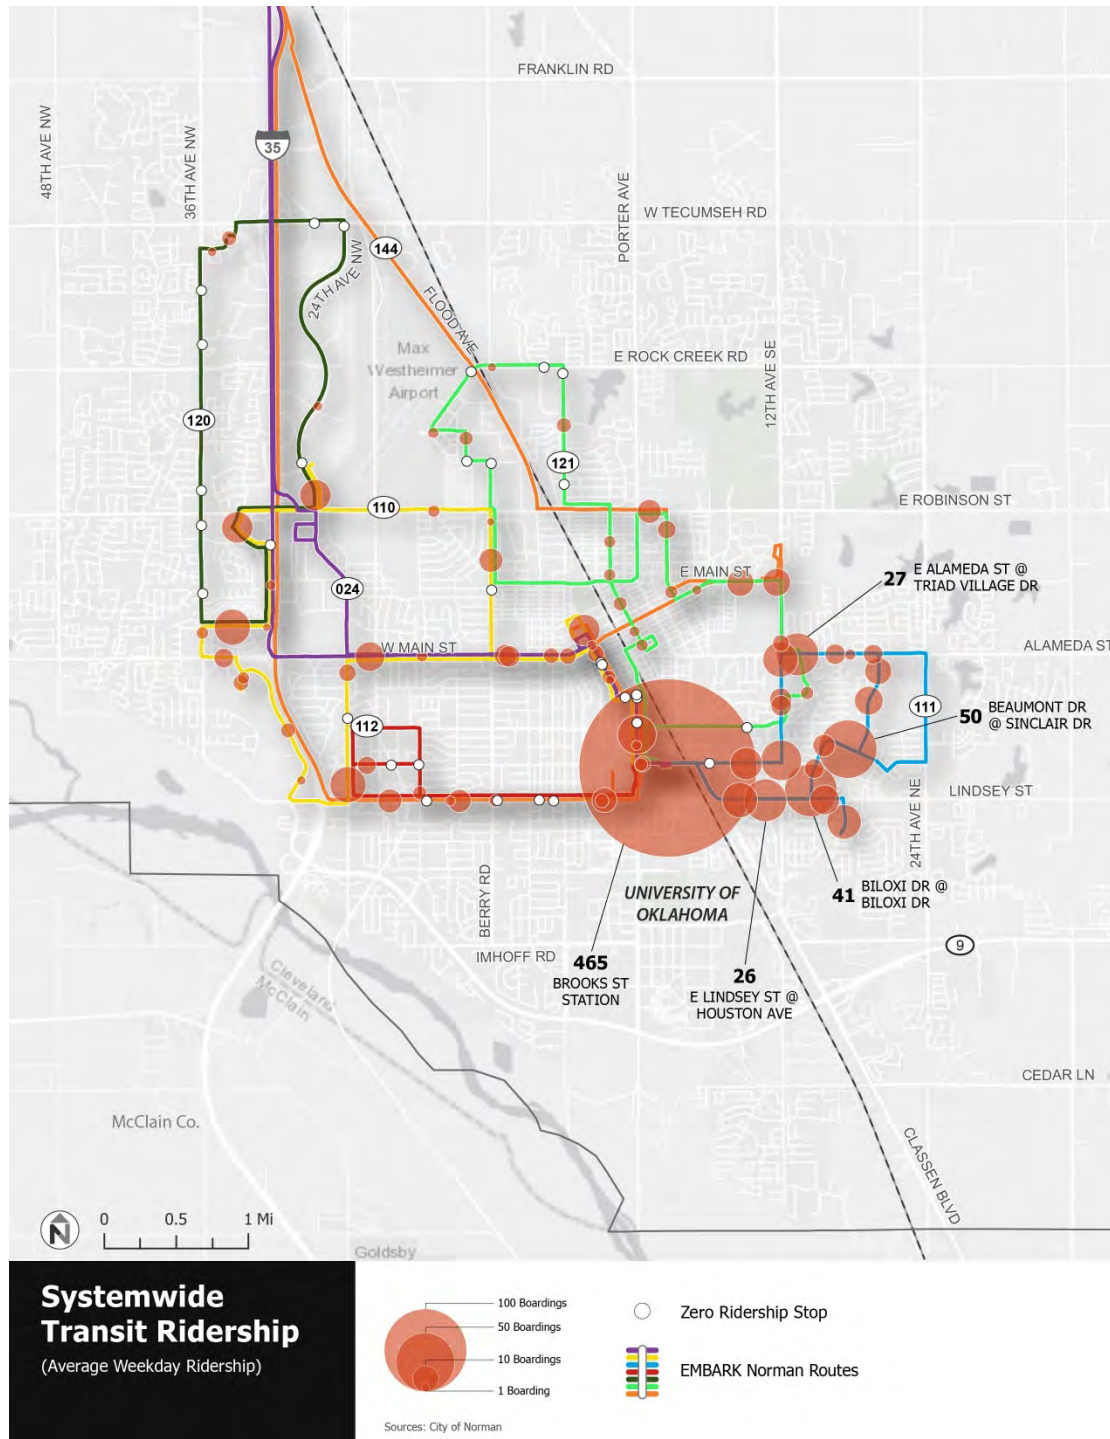 FRANKLIN RD
48TH AVE NW
36TH AVE NW
35
PORTER AVE
W TECUMSEH RD
144
24TH AVE NW
FLOOD AVE
Max
Westheimer
Airport
E ROCK CREEK RD
12TH AVE SE
120
121
110
E ROBINSON ST
024
E MAIN ST
27
E ALAMEDA ST @
TRIAD VILLAGE DR
W MAIN ST
ALAMEDA ST
112
111
50
BEAUMONT DR
@ SINCLAIR DR
LINDSEY ST
24TH AVE NE
BERRY RD
UNIVERSITY OF
OKLAHOMA
41
BILOXI DR @
BILOXI DR
IMHOFF RD
465
BROOKS ST
STATION
26
E LINDSEY ST @
HOUSTON AVE
9
Cleveland
McClain
CEDAR LN
McClain Co.
CLASSEN BLVD
N
0 0.5 1 Mi
Goldsby
Systemwide
Transit Ridership
(Average Weekday Ridership)
100 Boardings
50 Boardings
10 Boardings
1 Boarding
Zero Ridership Stop
EMBARK Norman Routes
Sources: City of Norman